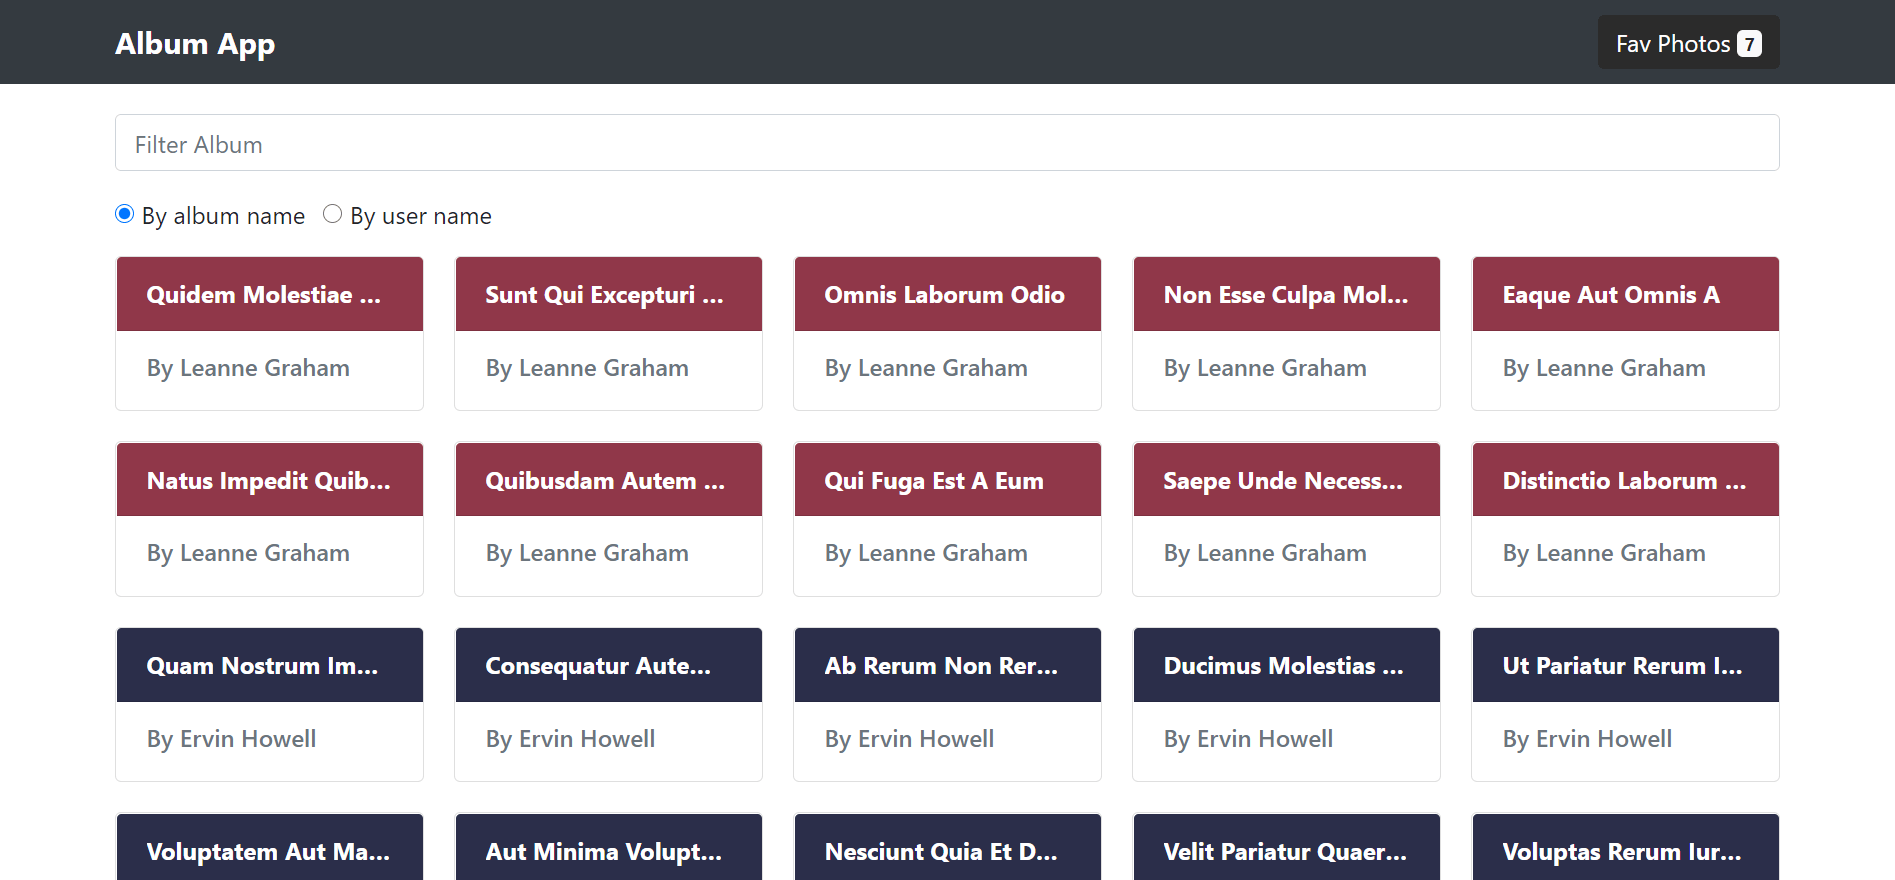 Album App
Fav Photos 7
Filter Album
By album name By user name
Quidem Molestiae ... Sunt Qui Excepturi ... Omnis Laborum Odio Non Esse Culpa Mol... Eaque Aut Omnis A
By Leanne Graham By Leanne Graham By Leanne Graham By Leanne Graham By Leanne Graham
Natus Impedit Quib... Quibusdam Autem ... Qui Fuga Est A Eum Saepe Unde Necess... Distinctio Laborum ...
By Leanne Graham By Leanne Graham By Leanne Graham By Leanne Graham By Leanne Graham
Quam Nostrum Im... Consequatur Aute... Ab Rerum Non Rer... Ducimus Molestias ... Ut Pariatur Rerum I...
By Ervin Howell By Ervin Howell By Ervin Howell By Ervin Howell By Ervin Howell
Voluptatem Aut Ma... Aut Minima Volupt... Nesciunt Quia Et D... Velit Pariatur Quaer... Voluptas Rerum Iur...